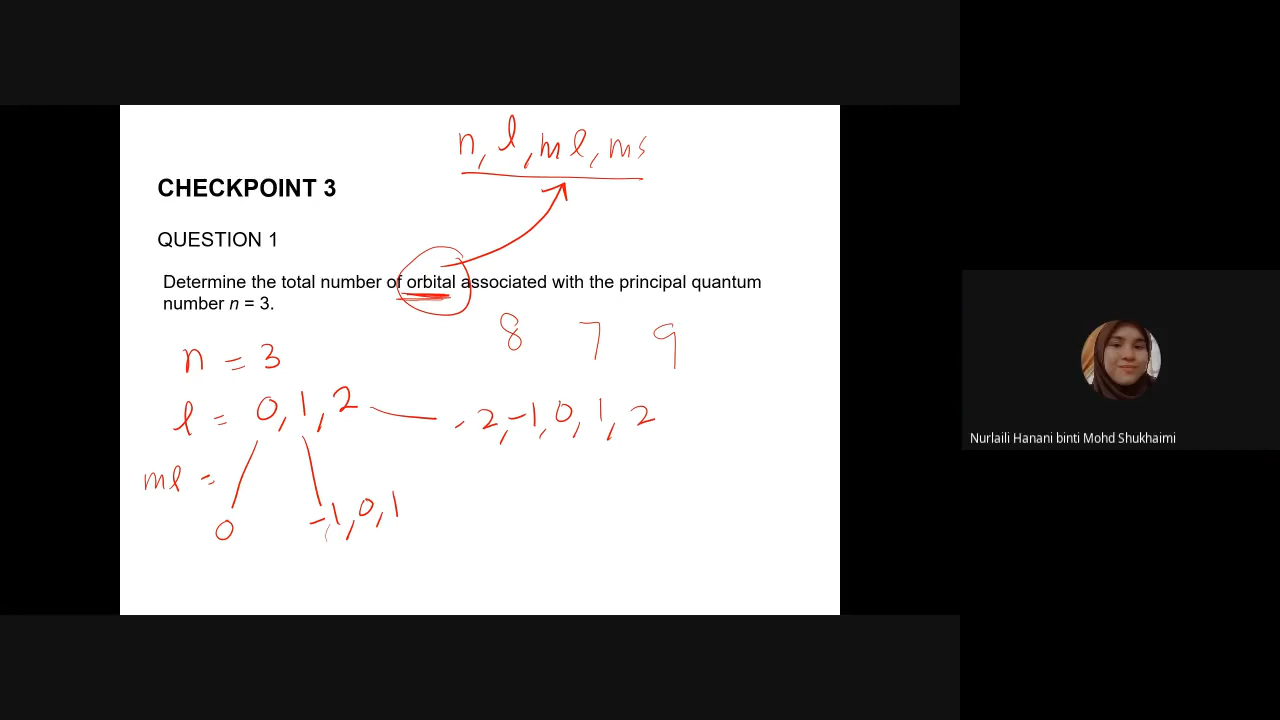 n, l, ml, ms
CHECKPOINT 3
QUESTION 1
Determine the total number of orbital associated with the principal quantum
number n = 3.
8 7 9
n = 3
l = 0, 1, 2 — -2, -1, 0, 1, 2
ml =
0 -1, 0, 1
Nurlaili Hanani binti Mohd Shukhaimi